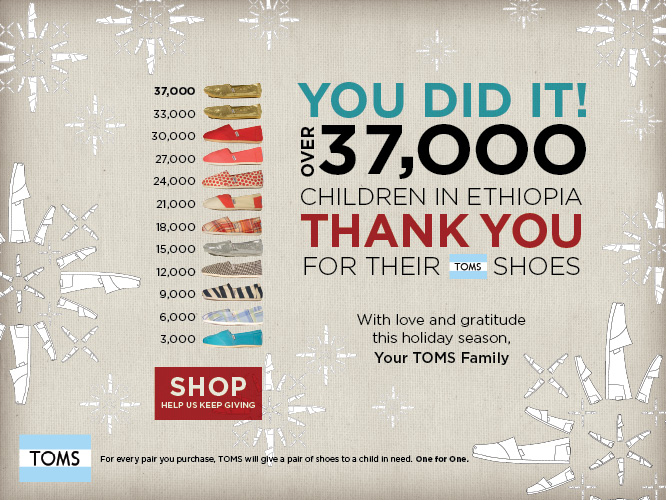 37,000
33,000
30,000
27,000
24,000
21,000
18,000
15,000
12,000
9,000
6,000
3,000
SHOP
HELP US KEEP GIVING
YOU DID IT!
OVER 37,000
CHILDREN IN ETHIOPIA
THANK YOU
FOR THEIR TOMS SHOES
With love and gratitude
this holiday season,
Your TOMS Family
TOMS
For every pair you purchase, TOMS will give a pair of shoes to a child in need. One for One.